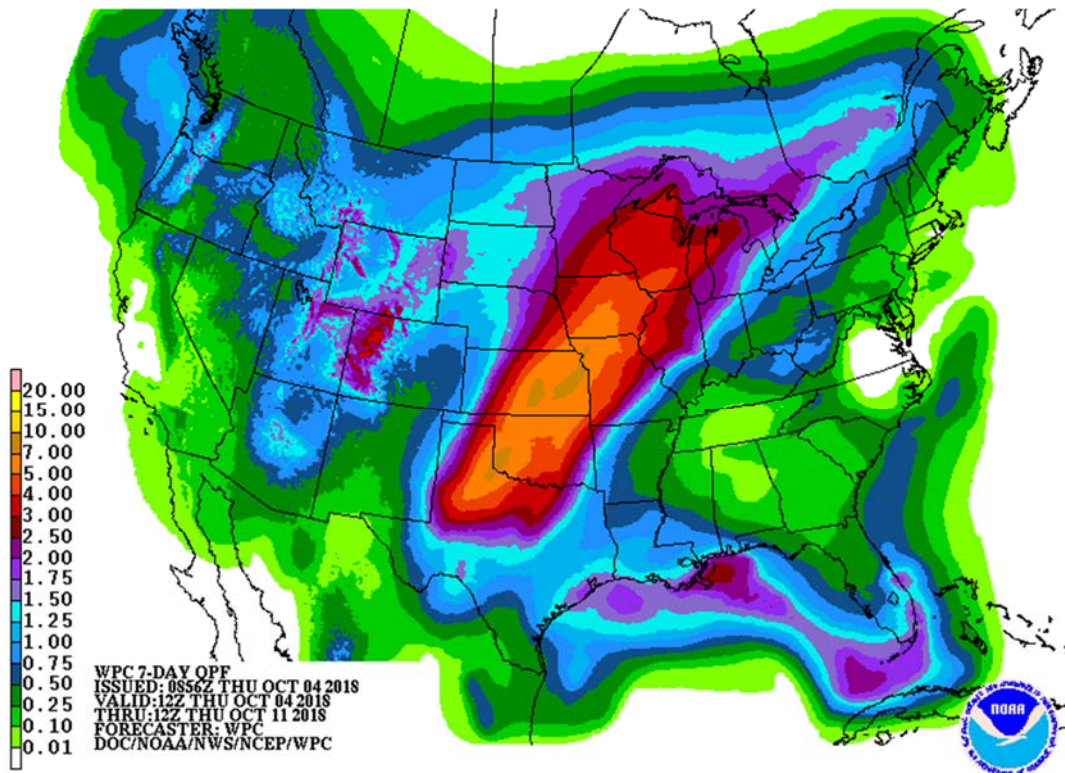 20.00
15.00
10.00
7.00
5.00
4.00
3.00
2.50
2.00
1.75
1.50
1.25
1.00
0.75
0.50
0.25
0.10
0.01
WPC 7-DAY QPF
ISSUED: 0856Z THU OCT 04 2018
VALID: 12Z THU OCT 04 2018
THRU: 12Z THU OCT 11 2018
FORECASTER: WPC
DOC/NOAA/NWS/NCEP/WPC
NOAA